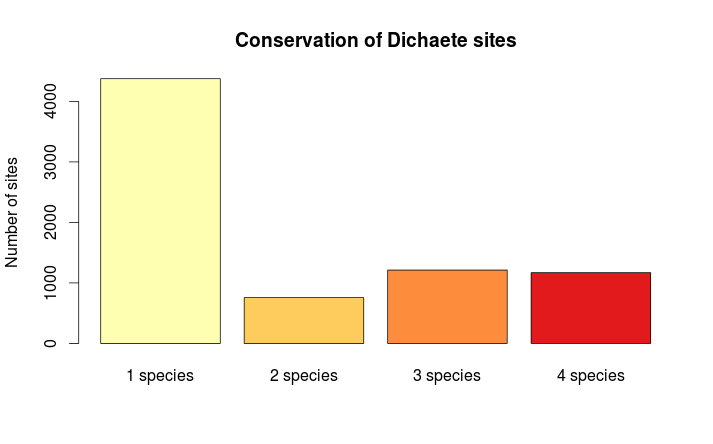 Conservation of Dichaete sites
Number of sites
4000
3000
2000
1000
0
1 species
2 species
3 species
4 species